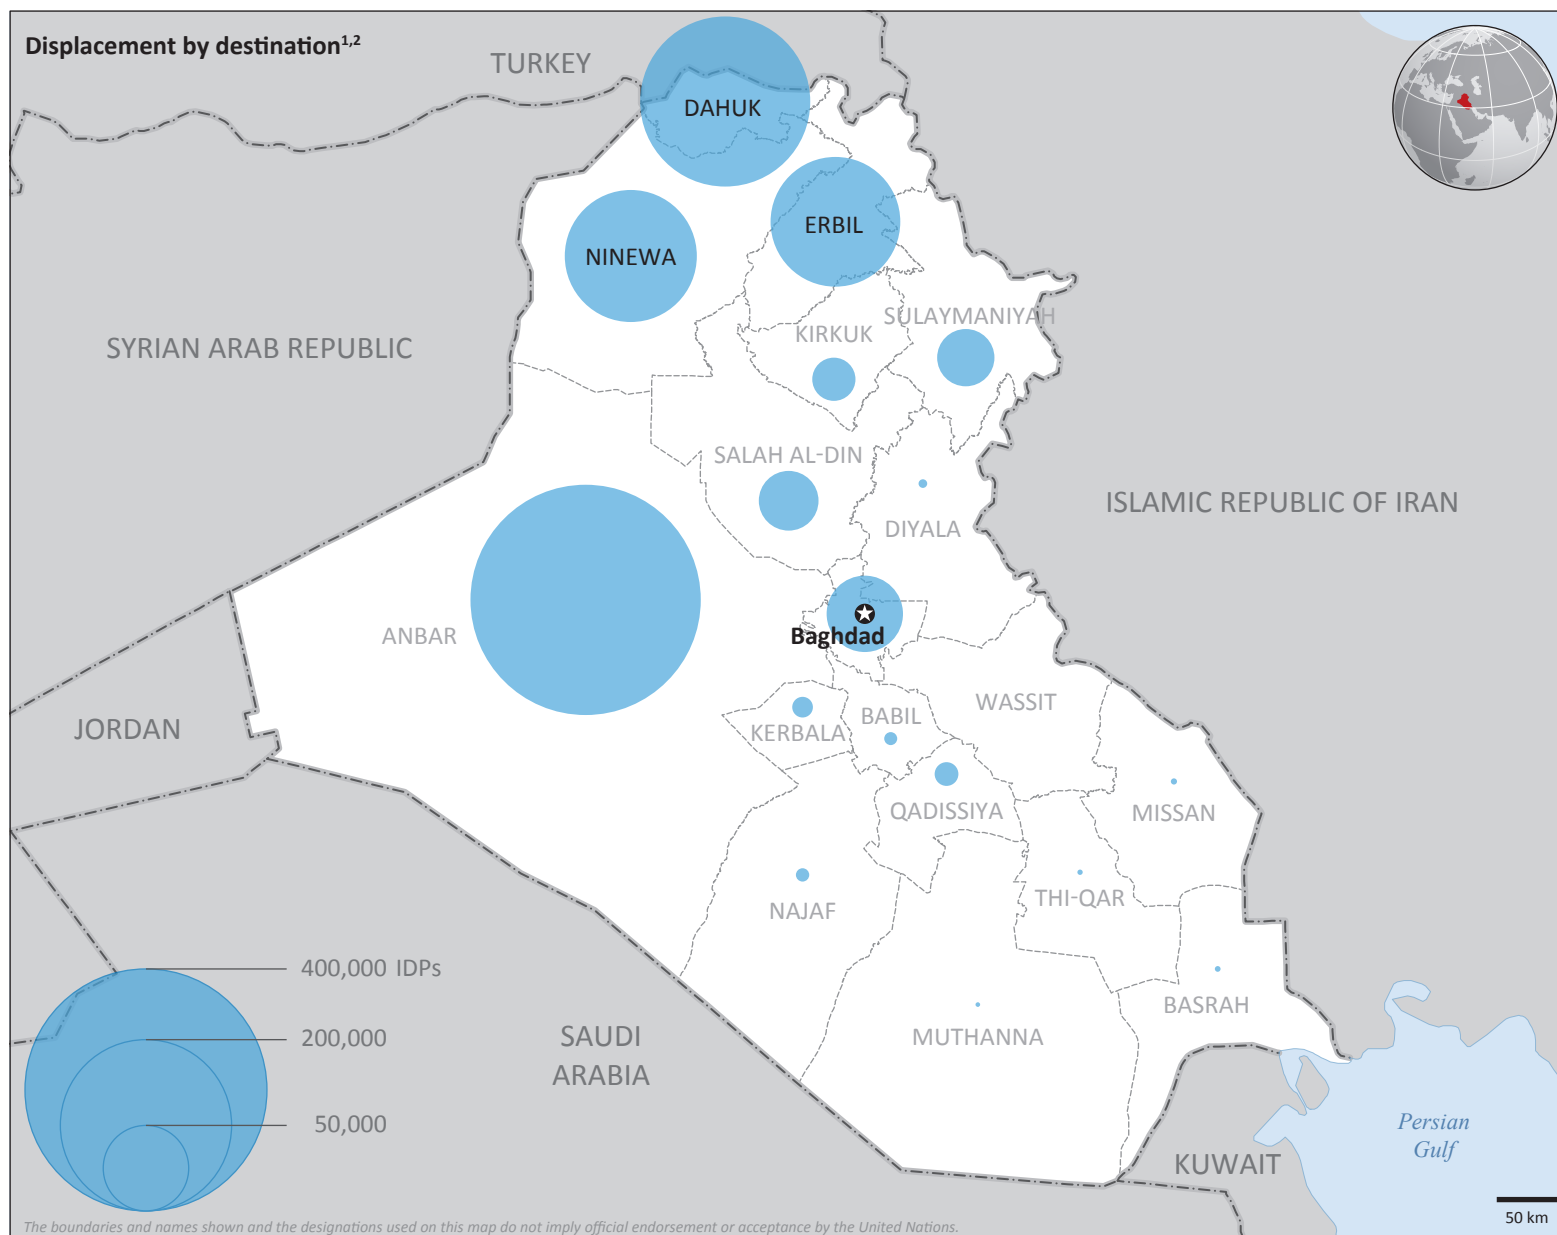 Displacement by destination1,2
TURKEY
DAHUK
ERBIL
NINEWA
SULAYMANIYAH
KIRKUK
SYRIAN ARAB REPUBLIC
SALAH AL-DIN
ISLAMIC REPUBLIC OF IRAN
DIYALA
ANBAR
Baghdad
WASSIT
BABIL
JORDAN
KERBALA
QADISSIYA
MISSAN
THI-QAR
NAJAF
400,000 IDPs
BASRAH
SAUDI
ARABIA
MUTHANNA
200,000
50,000
Persian
Gulf
KUWAIT
50 km
The boundaries and names shown and the designations used on this map do not imply official endorsement or acceptance by the United Nations.